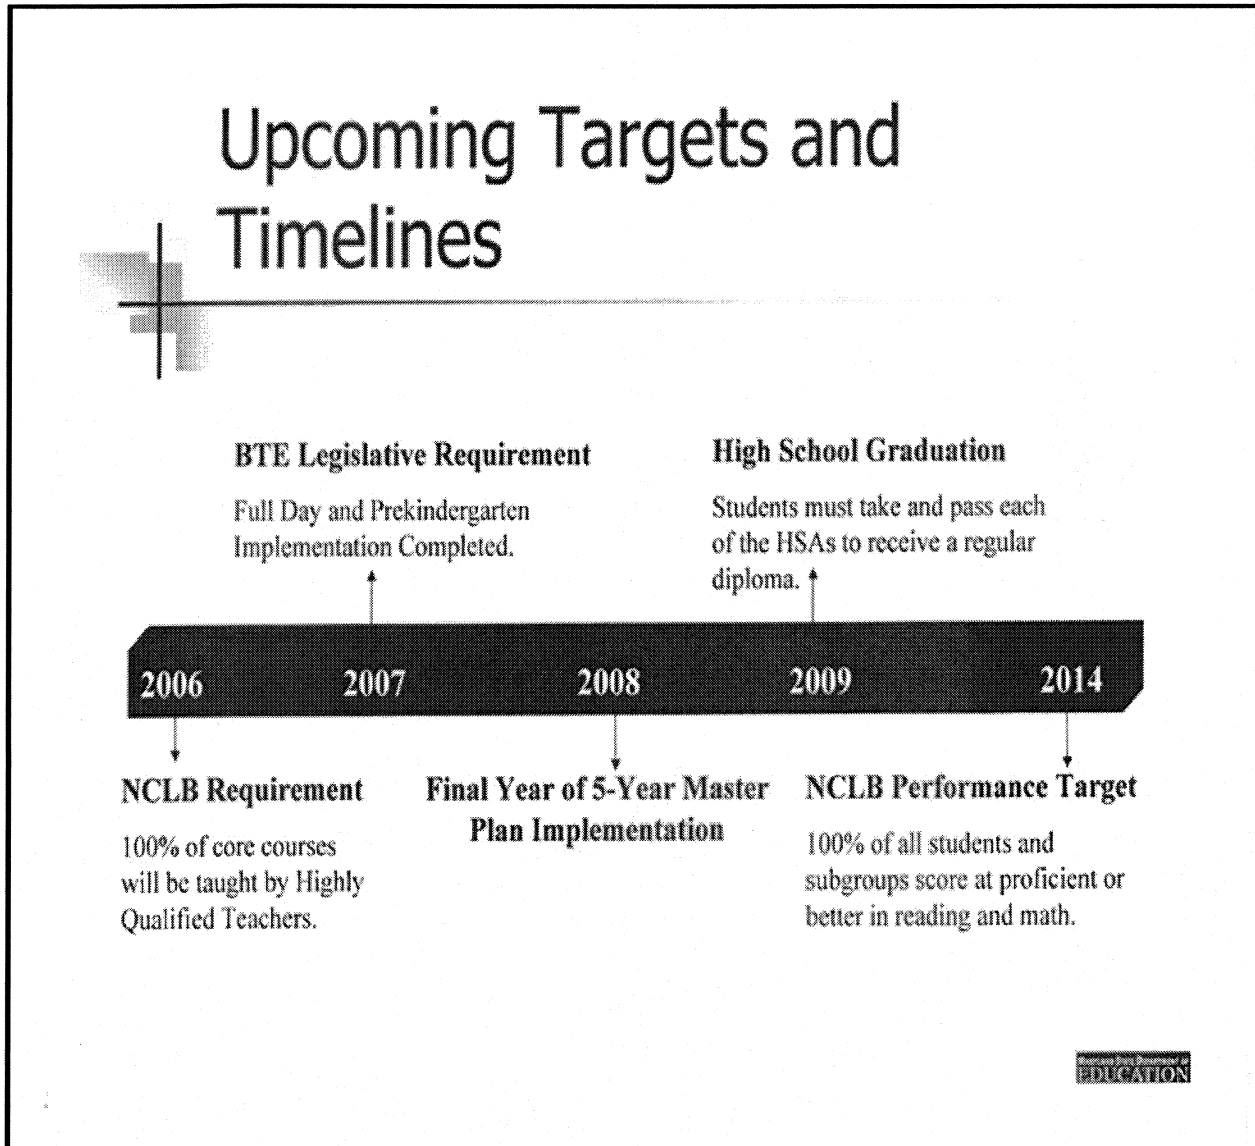 Upcoming Targets and
Timelines
BTE Legislative Requirement
Full Day and Prekindergarten
Implementation Completed.
High School Graduation
Students must take and pass each
of the HSAs to receive a regular
diploma.
2006 2007 2008 2009 2014
NCLB Requirement
100% of core courses
will be taught by Highly
Qualified Teachers.
Final Year of 5-Year Master
Plan Implementation
NCLB Performance Target
100% of all students and
subgroups score at proficient or
better in reading and math.
EDUCATION